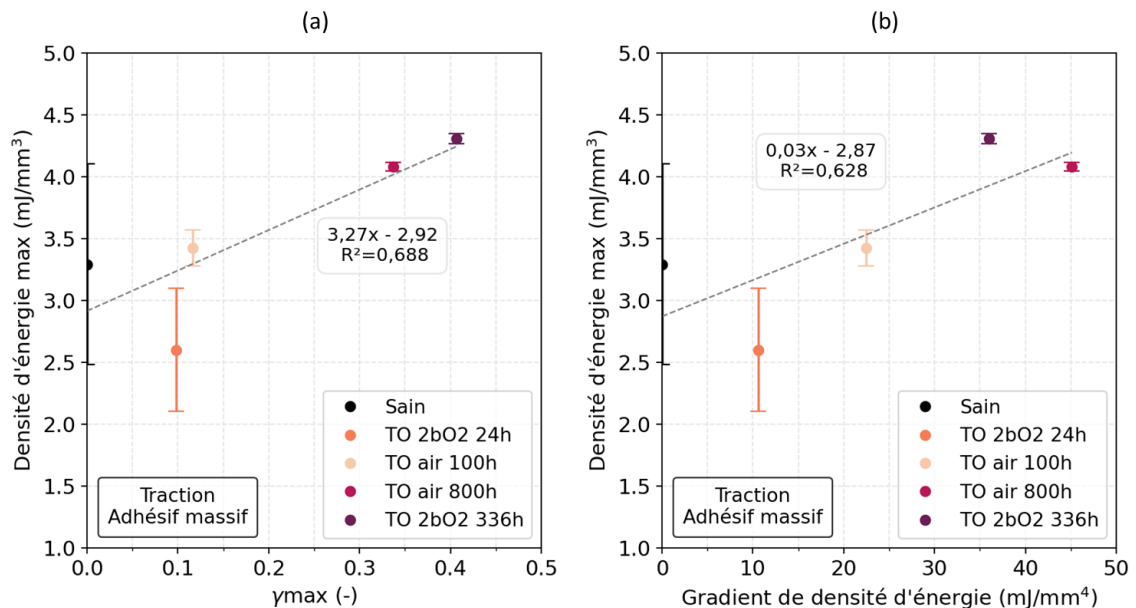 (a)
Densité d'énergie max (mJ/mm³)
5.0
4.5
4.0
3.5
3.0
2.5
2.0
1.5
1.0
3,27x - 2,92
R²=0,688
Sain
TO 2bO2 24h
TO air 100h
TO air 800h
TO 2bO2 336h
Traction
Adhésif massif
0.0 0.1 0.2 0.3 0.4 0.5
γmax (-)
(b)
Densité d'énergie max (mJ/mm³)
5.0
4.5
4.0
3.5
3.0
2.5
2.0
1.5
1.0
0,03x - 2,87
R²=0,628
Sain
TO 2bO2 24h
TO air 100h
TO air 800h
TO 2bO2 336h
Traction
Adhésif massif
0 10 20 30 40 50
Gradient de densité d'énergie (mJ/mm⁴)